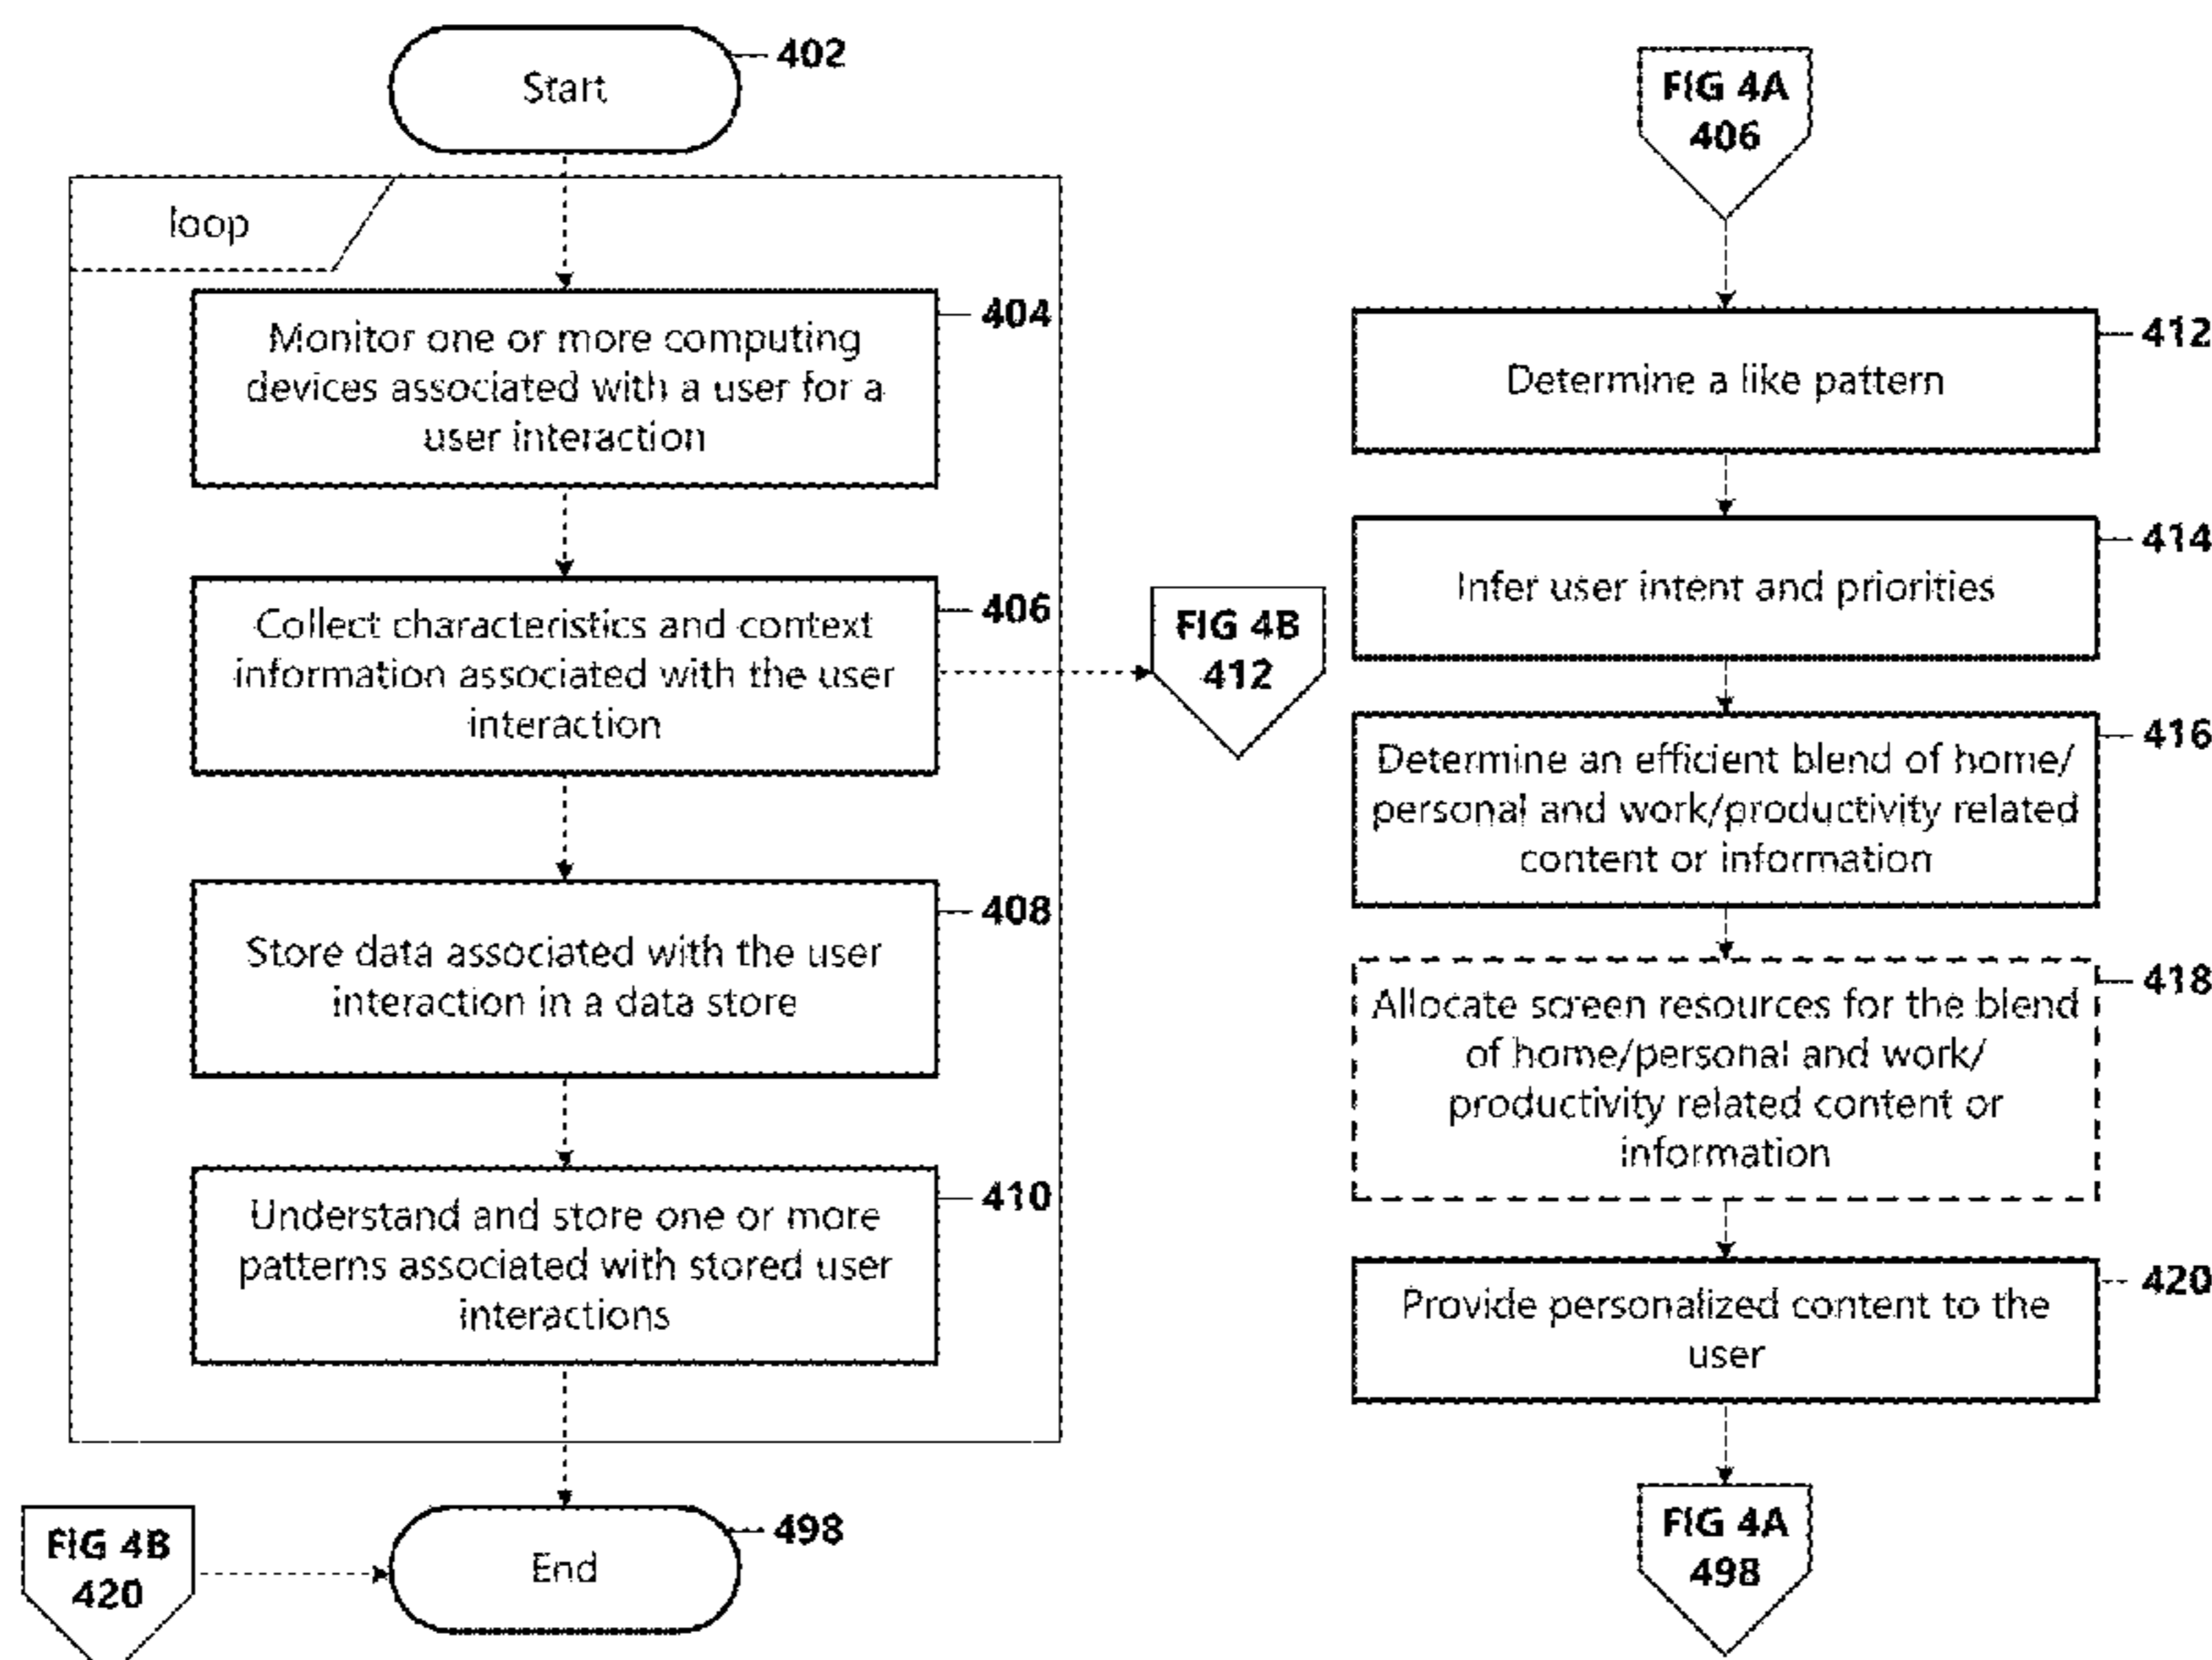 Start
402
loop
Monitor one or more computing
devices associated with a user for a
user interaction
404
Collect characteristics and context
information associated with the user
interaction
406
FIG 4B
412
Store data associated with the user
interaction in a data store
408
Understand and store one or more
patterns associated with stored user
interactions
410
FIG 4B
420
End
498
FIG 4A
406
Determine a like pattern
412
Infer user intent and priorities
414
Determine an efficient blend of home/
personal and work/productivity related
content or information
416
Allocate screen resources for the blend
of home/personal and work/
productivity related content or
information
418
Provide personalized content to the
user
420
FIG 4A
498